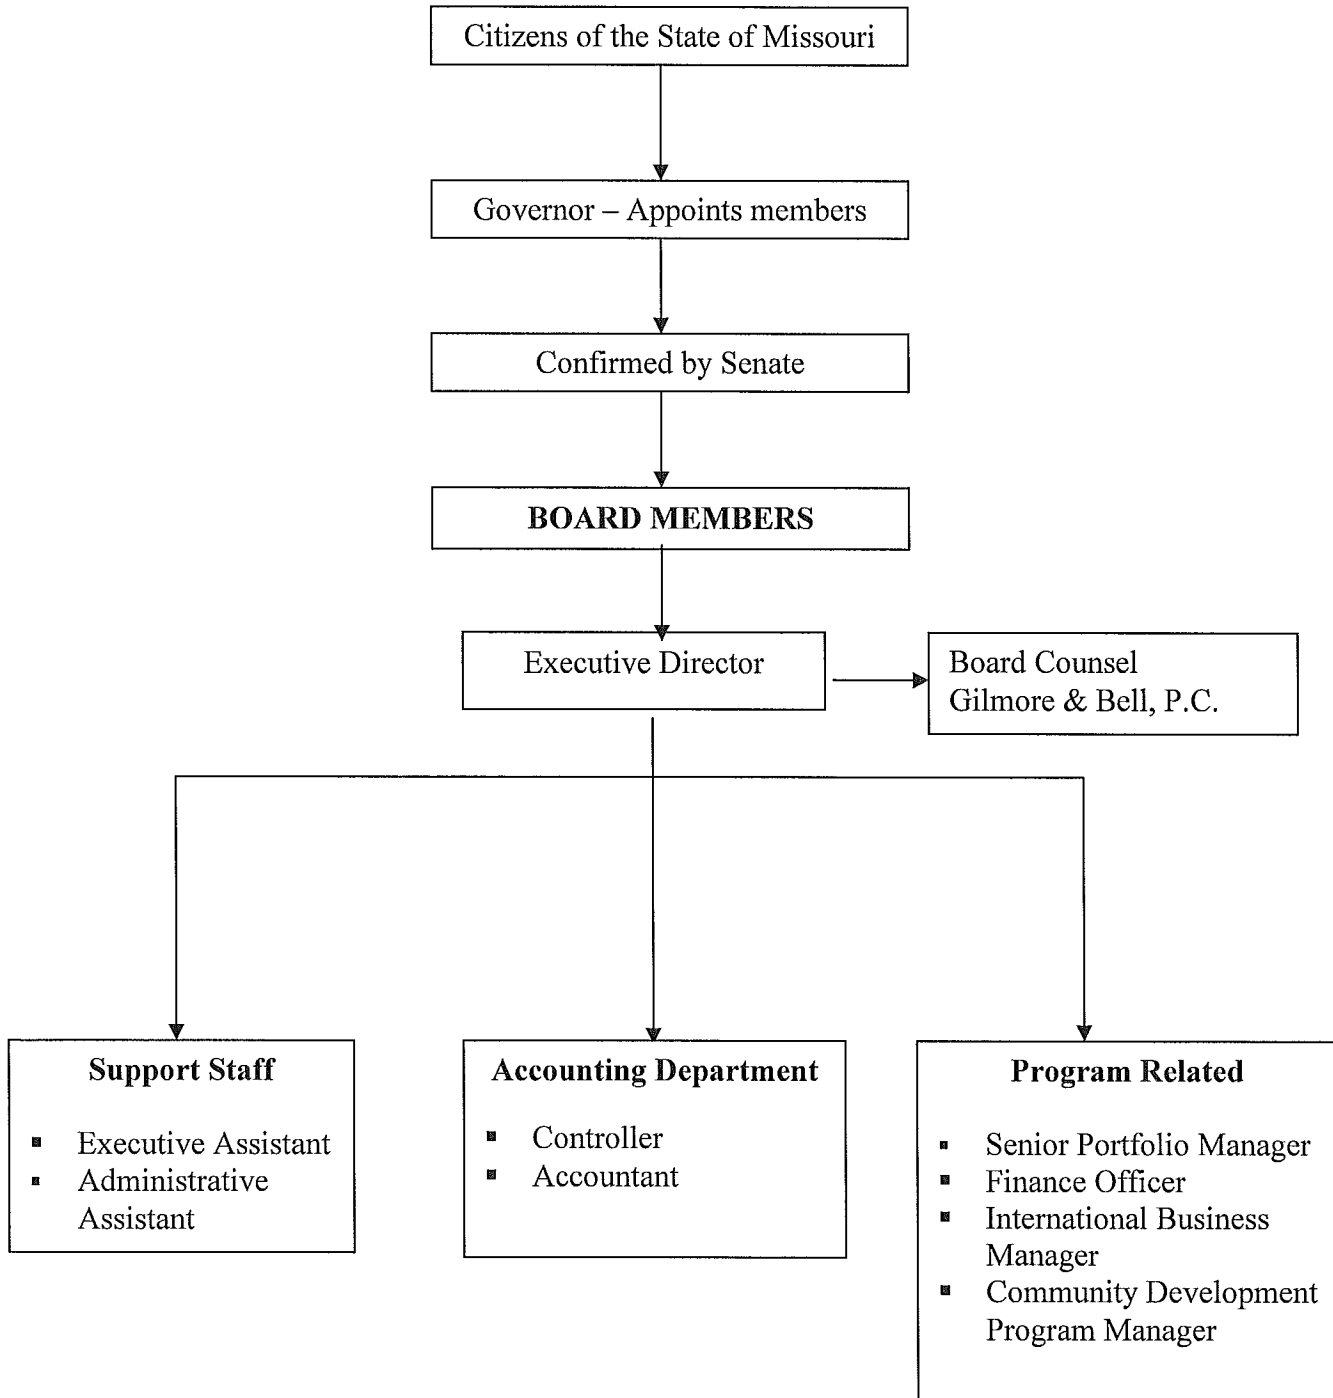 Citizens of the State of Missouri
Governor – Appoints members
Confirmed by Senate
BOARD MEMBERS
Executive Director
Board Counsel
Gilmore & Bell, P.C.
Support Staff
▪ Executive Assistant
▪ Administrative
Assistant
Accounting Department
▪ Controller
▪ Accountant
Program Related
▪ Senior Portfolio Manager
▪ Finance Officer
▪ International Business
Manager
▪ Community Development
Program Manager